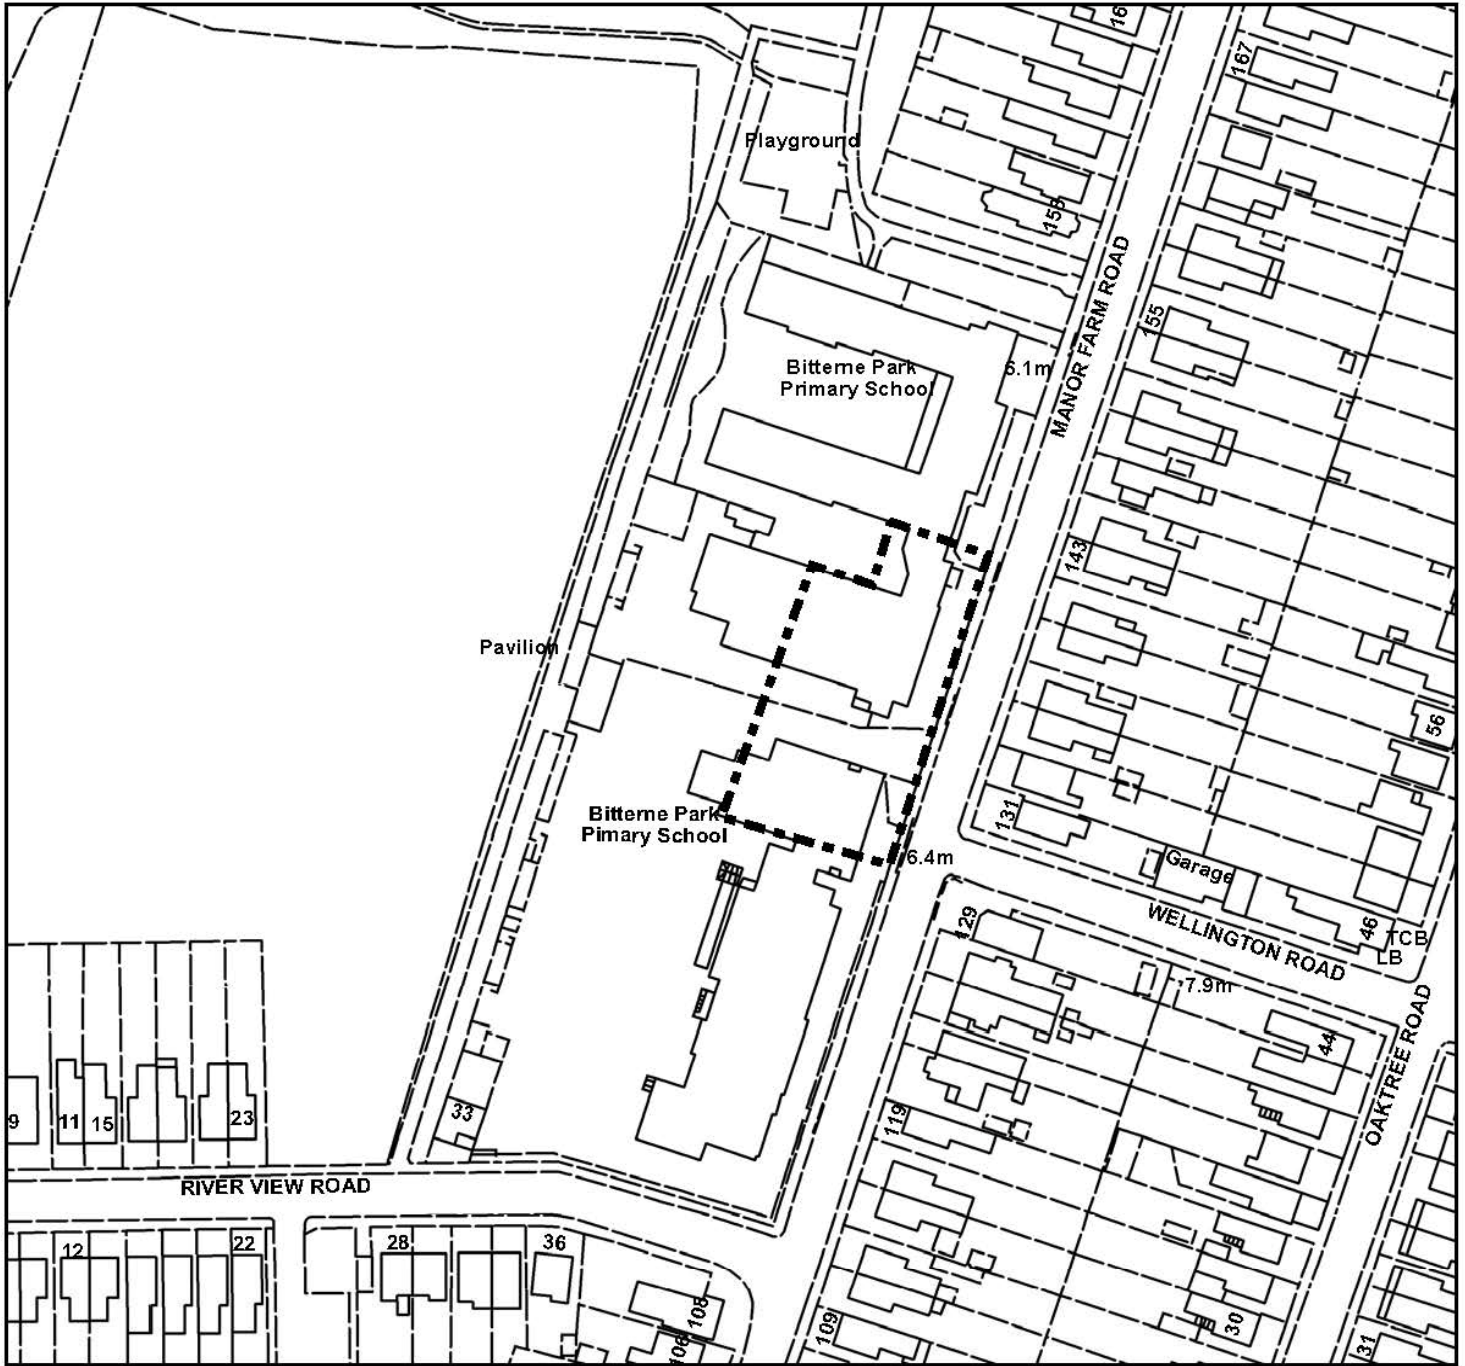 16
167
Playground
153
MANOR FARM ROAD
155
Bitterne Park
Primary School
6.1m
143
Pavilion
56
131
Bitterne Park
Pimary School
6.4m
Garage
WELLINGTON ROAD
46
TCB
LB
129
7.9m
44
OAKTREE ROAD
119
33
9
11
15
23
RIVER VIEW ROAD
12
22
28
36
108
106
109
30
31